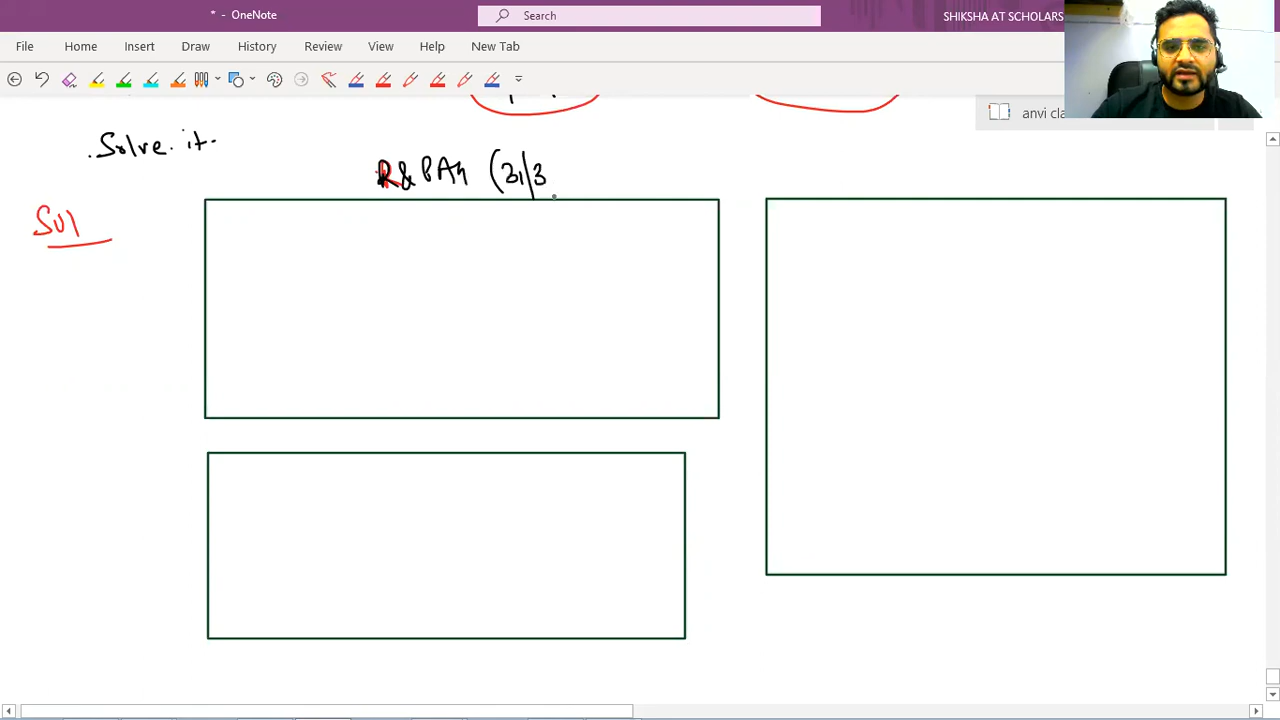 * - OneNote
Search
SHIKSHA AT SCHOLARS
File Home Insert Draw History Review View Help New Tab
anvi cla
. Solve. it.
R & P A/c (31/3
Sol